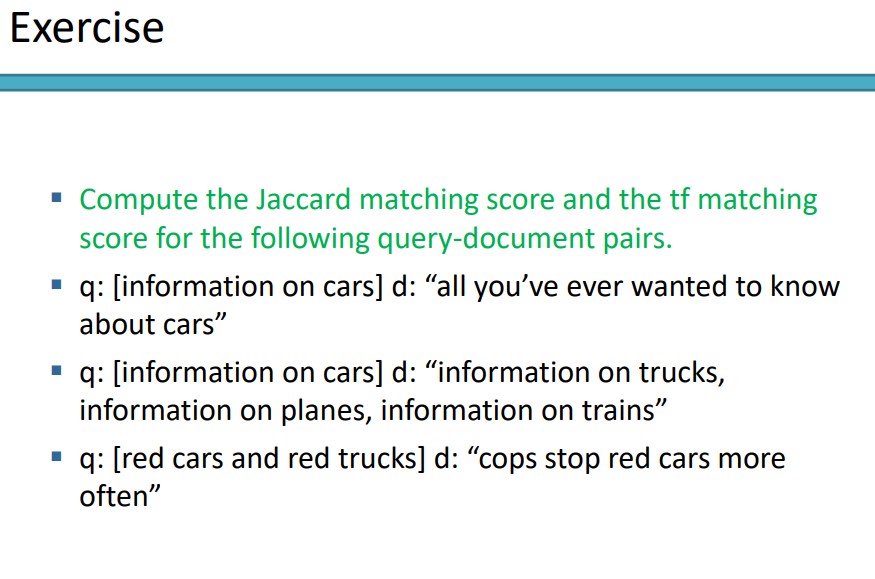 Exercise
▪ Compute the Jaccard matching score and the tf matching
score for the following query-document pairs.
▪ q: [information on cars] d: “all you’ve ever wanted to know
about cars”
▪ q: [information on cars] d: “information on trucks,
information on planes, information on trains”
▪ q: [red cars and red trucks] d: “cops stop red cars more
often”